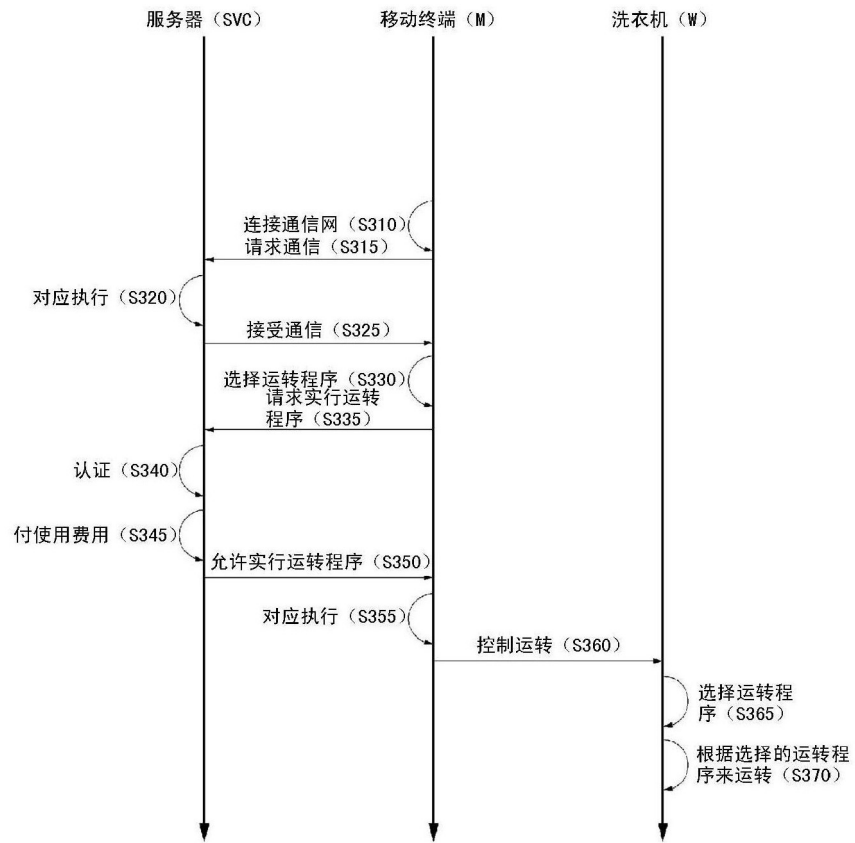 服务器（SVC）
移动终端（M）
洗衣机（W）
连接通信网（S310）
请求通信（S315）
对应执行（S320）
接受通信（S325）
选择运转程序（S330）
请求实行运转
程序（S335）
认证（S340）
付使用费用（S345）
允许实行运转程序（S350）
对应执行（S355）
控制运转（S360）
选择运转程
序（S365）
根据选择的运转程
序来运转（S370）